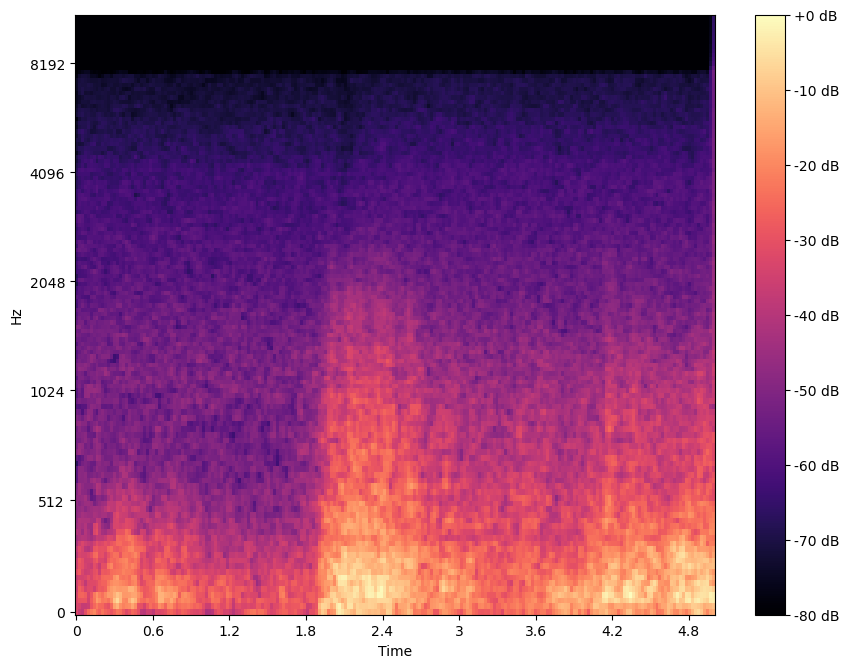 8192
4096
2048
1024
512
0
Hz
0 0.6 1.2 1.8 2.4 3 3.6 4.2 4.8
Time
+0 dB
-10 dB
-20 dB
-30 dB
-40 dB
-50 dB
-60 dB
-70 dB
-80 dB